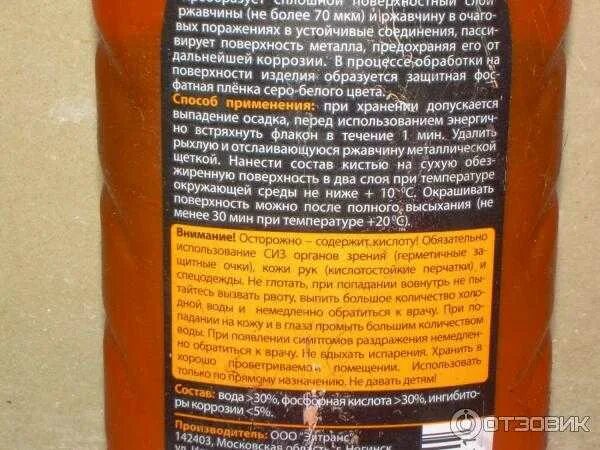 преобразует сплошной поверхностный слой
ржавчины (не более 70 мкм) и ржавчину в очаго-
вых поражениях в устойчивые соединения, пасси-
вирует поверхность металла, предохраняя его от
дальнейшей коррозии. В процессе обработки на
поверхности изделия образуется защитная фос-
фатная плёнка серо-белого цвета.
Способ применения: при хранении допускается
выпадение осадка, перед использованием энергич-
но встряхнуть флакон в течение 1 мин. Удалить
рыхлую и отслаивающуюся ржавчину металлической
щеткой. Нанести состав кистью на сухую обез-
жиренную поверхность в два слоя при температуре
окружающей среды не ниже + 10 °С. Окрашивать
поверхность можно после полного высыхания (не
менее 30 мин при температуре +20°С).
Внимание! Осторожно – содержит кислоту! Обязательно
использование СИЗ органов зрения (герметичные за-
щитные очки), кожи рук (кислотостойкие перчатки) и
спецодежды. Не глотать, при попадании вовнутрь не пы-
тайтесь вызвать рвоту, выпить большое количество холо-
дной воды и немедленно обратиться к врачу. При по-
падании на кожу и в глаза промыть большим количеством
воды. При появлении симптомов раздражения немедлен-
но обратиться к врачу. Не вдыхать испарения. Хранить в
хорошо проветриваемом помещении. Использовать
только по прямому назначению. Не давать детям!
Состав: вода >30%, фосфорная кислота >30%, ингибито-
ры коррозии <5%.
Производитель: ООО "Элтранс"
142403, Московская область, г. Ногинск,
ОТЗОВИК